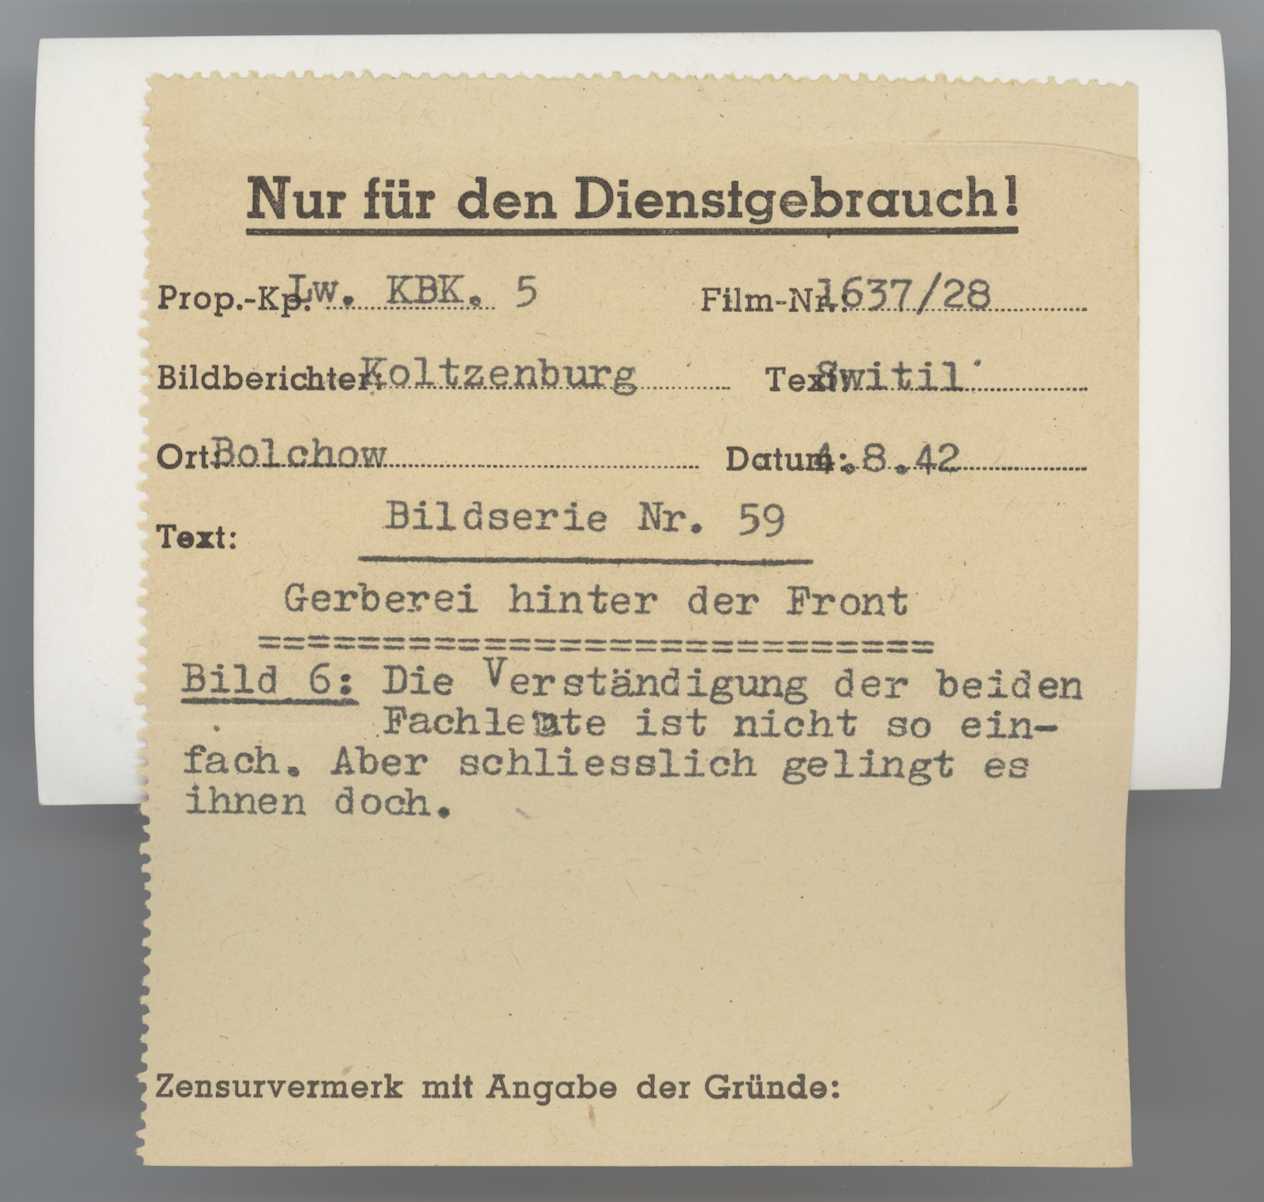 Nur für den Dienstgebrauch!
Prop.-Kp. Lw. KBK. 5 Film-Nr.: 1637/28
Bildberichter: Koltzenburg Text: Switil
Ort: Bolchow Datum: 4.8.42
Text: Bildserie Nr. 59
Gerberei hinter der Front
==========================
Bild 6: Die Verständigung der beiden
Fachleute ist nicht so ein-
fach. Aber schliesslich gelingt es
ihnen doch.
Zensurvermerk mit Angabe der Gründe: